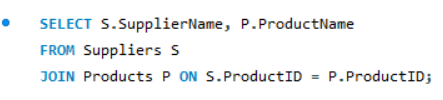 SELECT S.SupplierName, P.ProductName
FROM Suppliers S
JOIN Products P ON S.ProductID = P.ProductID;